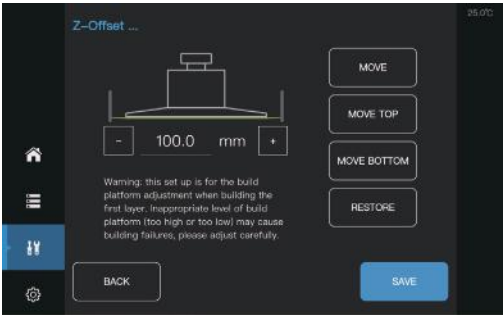 25.0℃
Z-Offset ...
MOVE
MOVE TOP
- 100.0 mm +
MOVE BOTTOM
Warning: this set up is for the build
platform adjustment when building the
first layer. Inappropriate level of build
platform (too high or too low) may cause
building failures, please adjust carefully.
RESTORE
BACK
SAVE